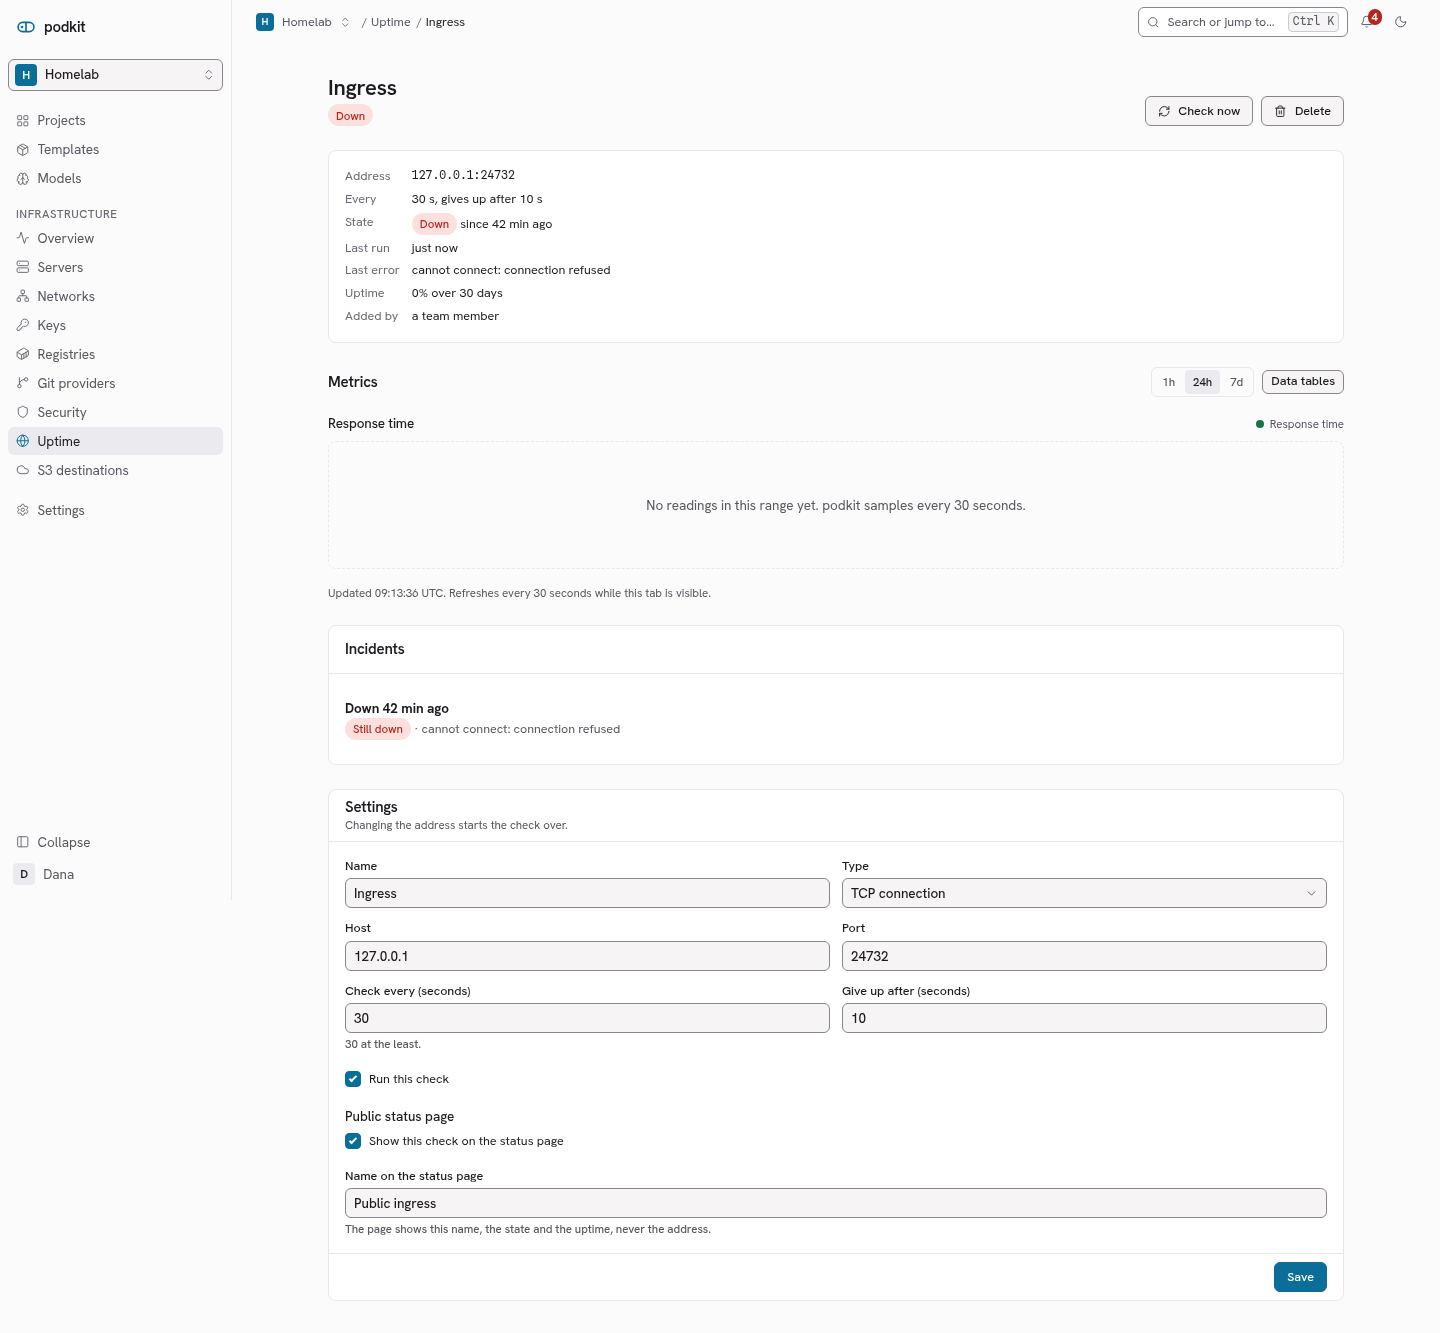 podkit
H Homelab
Projects
Templates
Models
INFRASTRUCTURE
Overview
Servers
Networks
Keys
Registries
Git providers
Security
Uptime
S3 destinations
Settings
Collapse
D Dana
H Homelab / Uptime / Ingress
Search or jump to... Ctrl K
4
Ingress
Down
Check now
Delete
Address 127.0.0.1:24732
Every 30 s, gives up after 10 s
State Down since 42 min ago
Last run just now
Last error cannot connect: connection refused
Uptime 0% over 30 days
Added by a team member
Metrics
1h 24h 7d Data tables
Response time
Response time
No readings in this range yet. podkit samples every 30 seconds.
Updated 09:13:36 UTC. Refreshes every 30 seconds while this tab is visible.
Incidents
Down 42 min ago
Still down · cannot connect: connection refused
Settings
Changing the address starts the check over.
Name
Ingress
Type
TCP connection
Host
127.0.0.1
Port
24732
Check every (seconds)
30
30 at the least.
Give up after (seconds)
10
Run this check
Public status page
Show this check on the status page
Name on the status page
Public ingress
The page shows this name, the state and the uptime, never the address.
Save